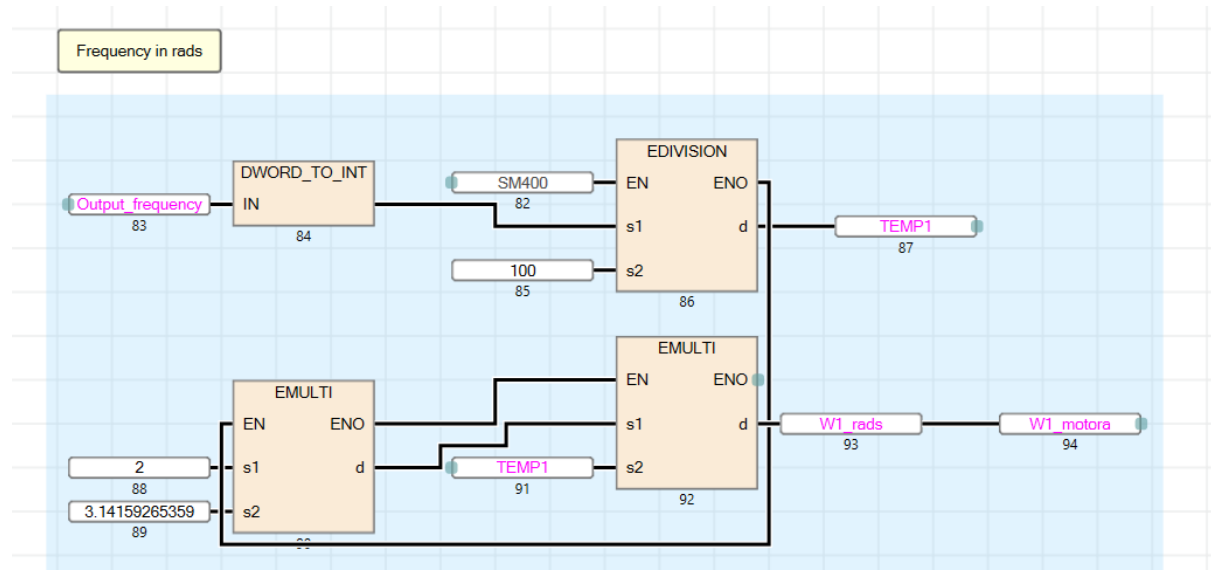 Frequency in rads
EDIVISION
DWORD_TO_INT
SM400
EN
ENO
82
Output_frequency
IN
83
84
s1
d
TEMP1
87
100
s2
85
86
EMULTI
EN
ENO
EMULTI
EN
ENO
s1
d
W1_rads
W1_motora
93
94
2
s1
d
TEMP1
s2
88
91
92
3.14159265359
s2
89